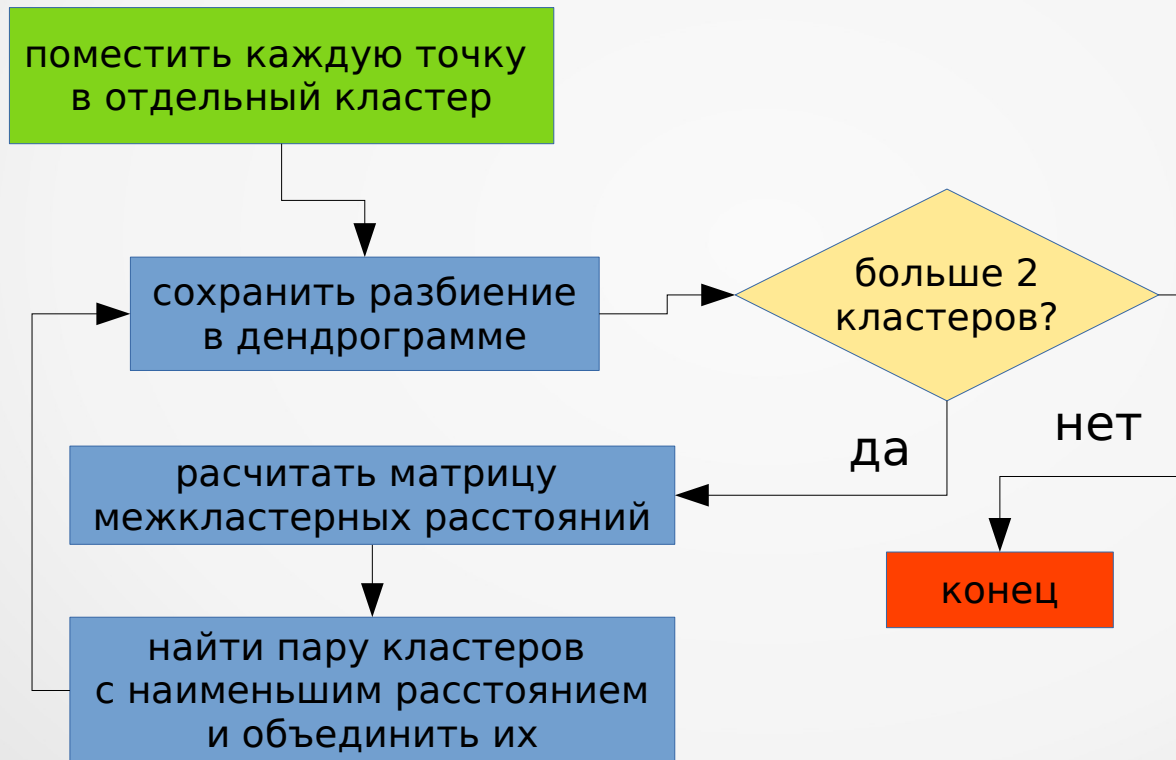 поместить каждую точку
в отдельный кластер
сохранить разбиение
в дендрограмме
больше 2
кластеров?
да
нет
расчитать матрицу
межкластерных расстояний
конец
найти пару кластеров
с наименьшим расстоянием
и объединить их